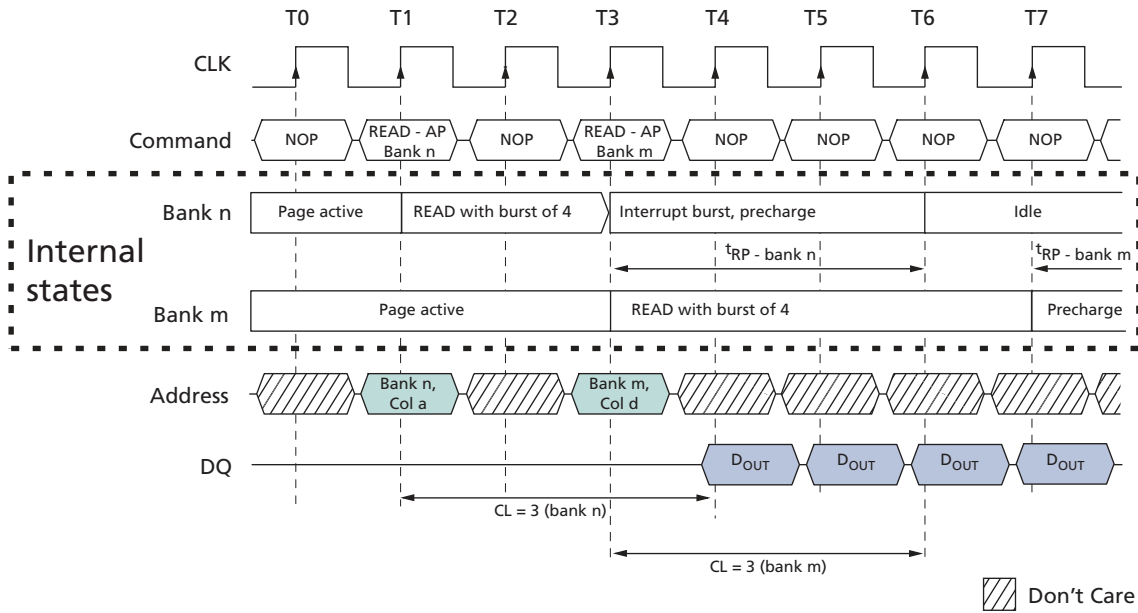 T0 T1 T2 T3 T4 T5 T6 T7
CLK
Command NOP READ - AP Bank n NOP READ - AP Bank m NOP NOP NOP NOP
Internal states
Bank n Page active READ with burst of 4 Interrupt burst, precharge Idle
tRP - bank n tRP - bank m
Bank m Page active READ with burst of 4 Precharge
Address Bank n, Col a Bank m, Col d
DQ DOUT DOUT DOUT DOUT
CL = 3 (bank n)
CL = 3 (bank m)
Don't Care